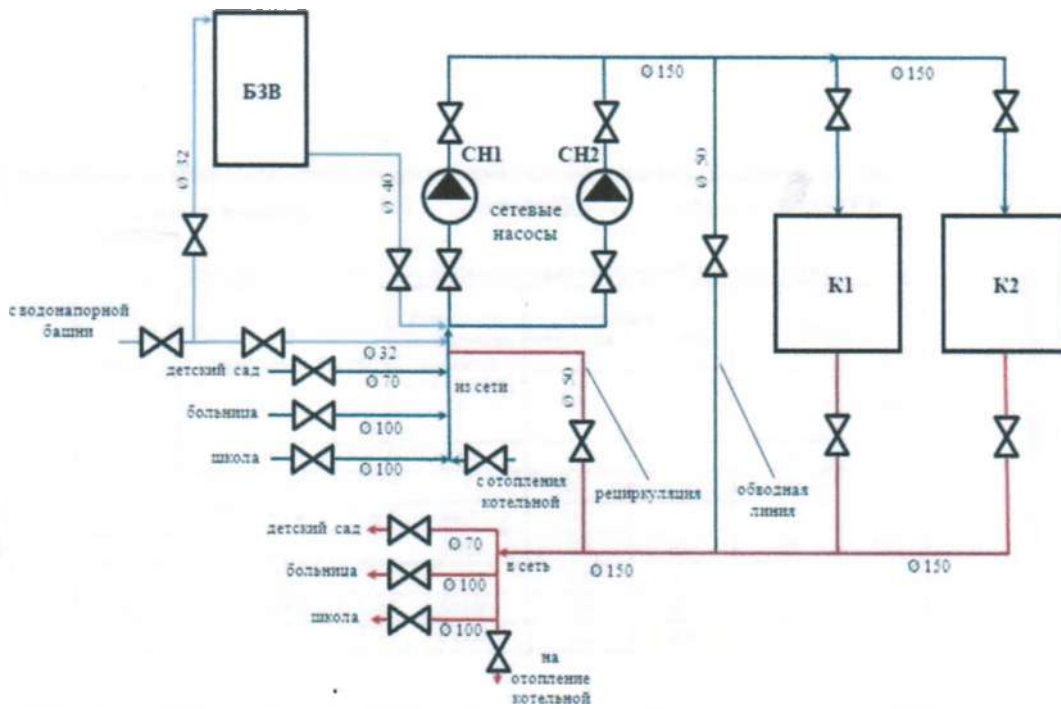 БЗВ
Ø 32
Ø 40
СН1
СН2
сетевые
насосы
Ө 150
Ө 150
Ø 50
К1
К2
с водонапорной
башни
Ө 32
детский сад
Ө 70
из сети
больница
Ө 100
школа
Ө 100
с отопления
котельной
Ø 50
рециркуляция
обводная
линия
детский сад
Ө 70
больница
Ө 100
школа
Ө 100
в сеть
Ө 150
Ө 150
на
отопление
котельной